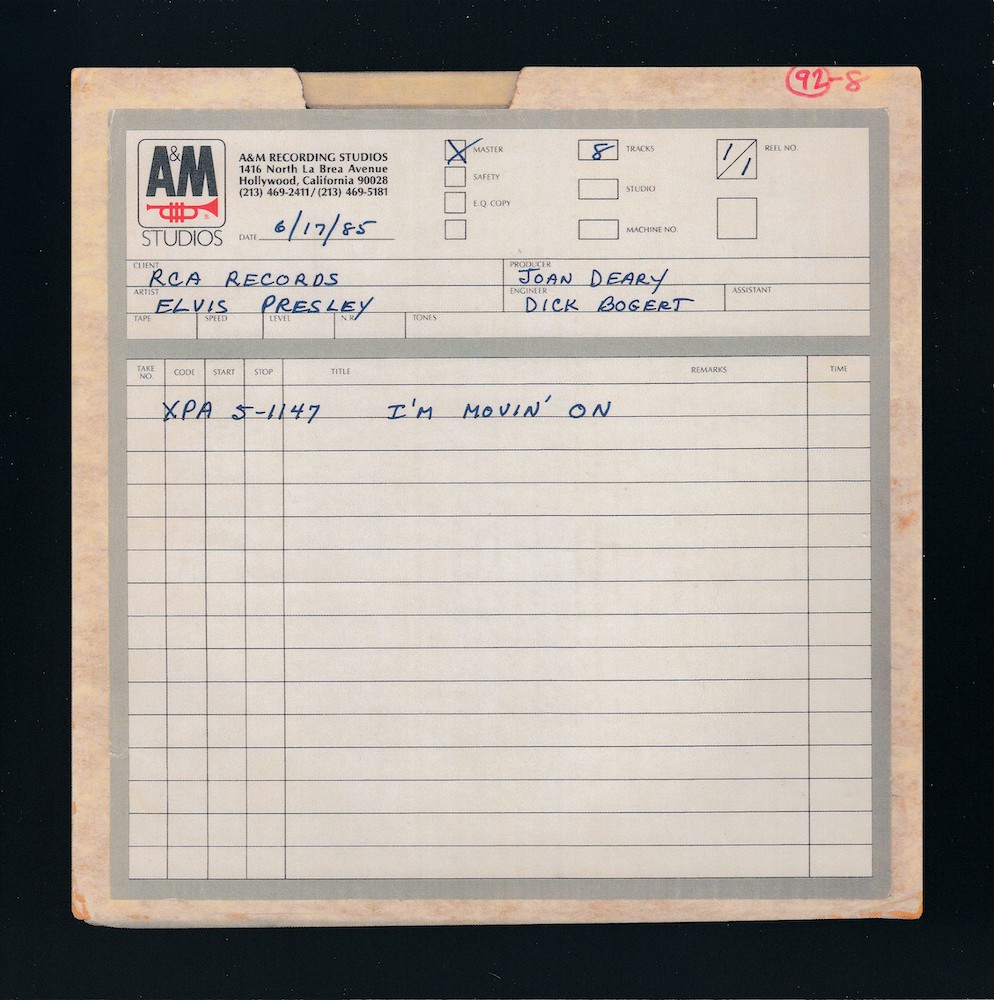 92-8
A&M
STUDIOS
A&M RECORDING STUDIOS
1416 North La Brea Avenue
Hollywood, California 90028
(213) 469-2411/(213) 469-5181
DATE 6/17/85
X MASTER
SAFETY
E.Q. COPY
8 TRACKS
STUDIO
MACHINE NO.
1/1 REEL NO.
CLIENT RCA RECORDS
PRODUCER JOAN DEARY
ARTIST ELVIS PRESLEY
ENGINEER DICK BOGERT
ASSISTANT
TAPE SPEED LEVEL N.R. TONES
TAKE NO. CODE START STOP TITLE REMARKS TIME
XPA 5-1147 I'M MOVIN' ON